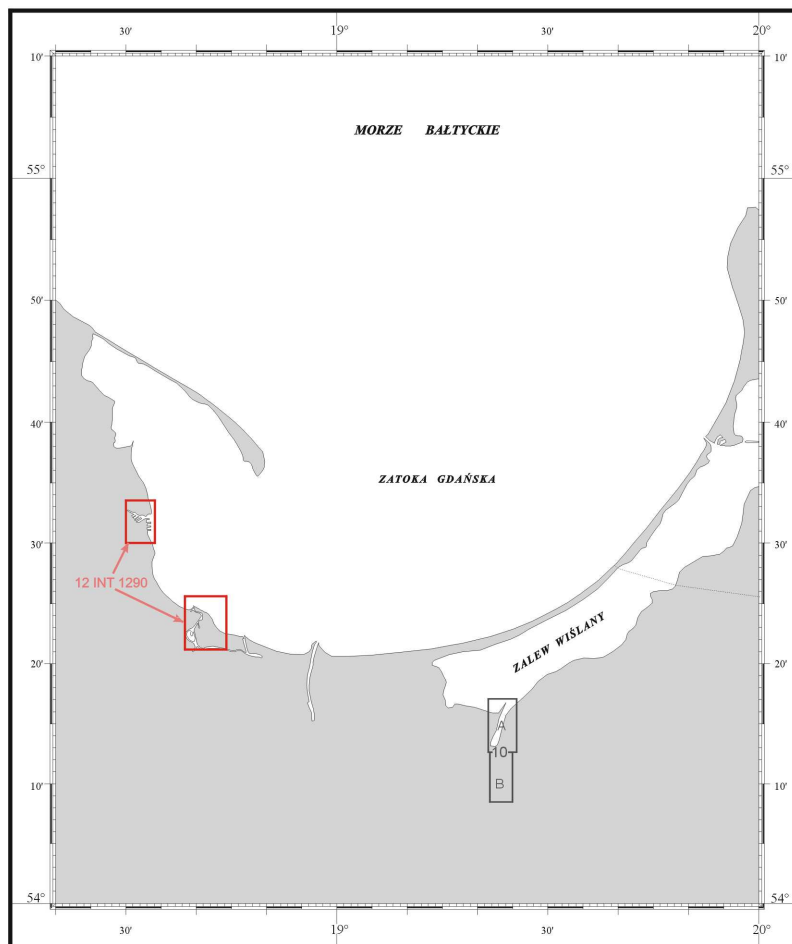 30' 19° 30' 20°
10' 10'
MORZE BAŁTYCKIE
55° 55°
50' 50'
40' 40'
ZATOKA GDAŃSKA
30' 30'
12 INT 1290
20' 20'
ZALEW WIŚLANY
A
10
10' 10'
B
54° 54°
30' 19° 30' 20°